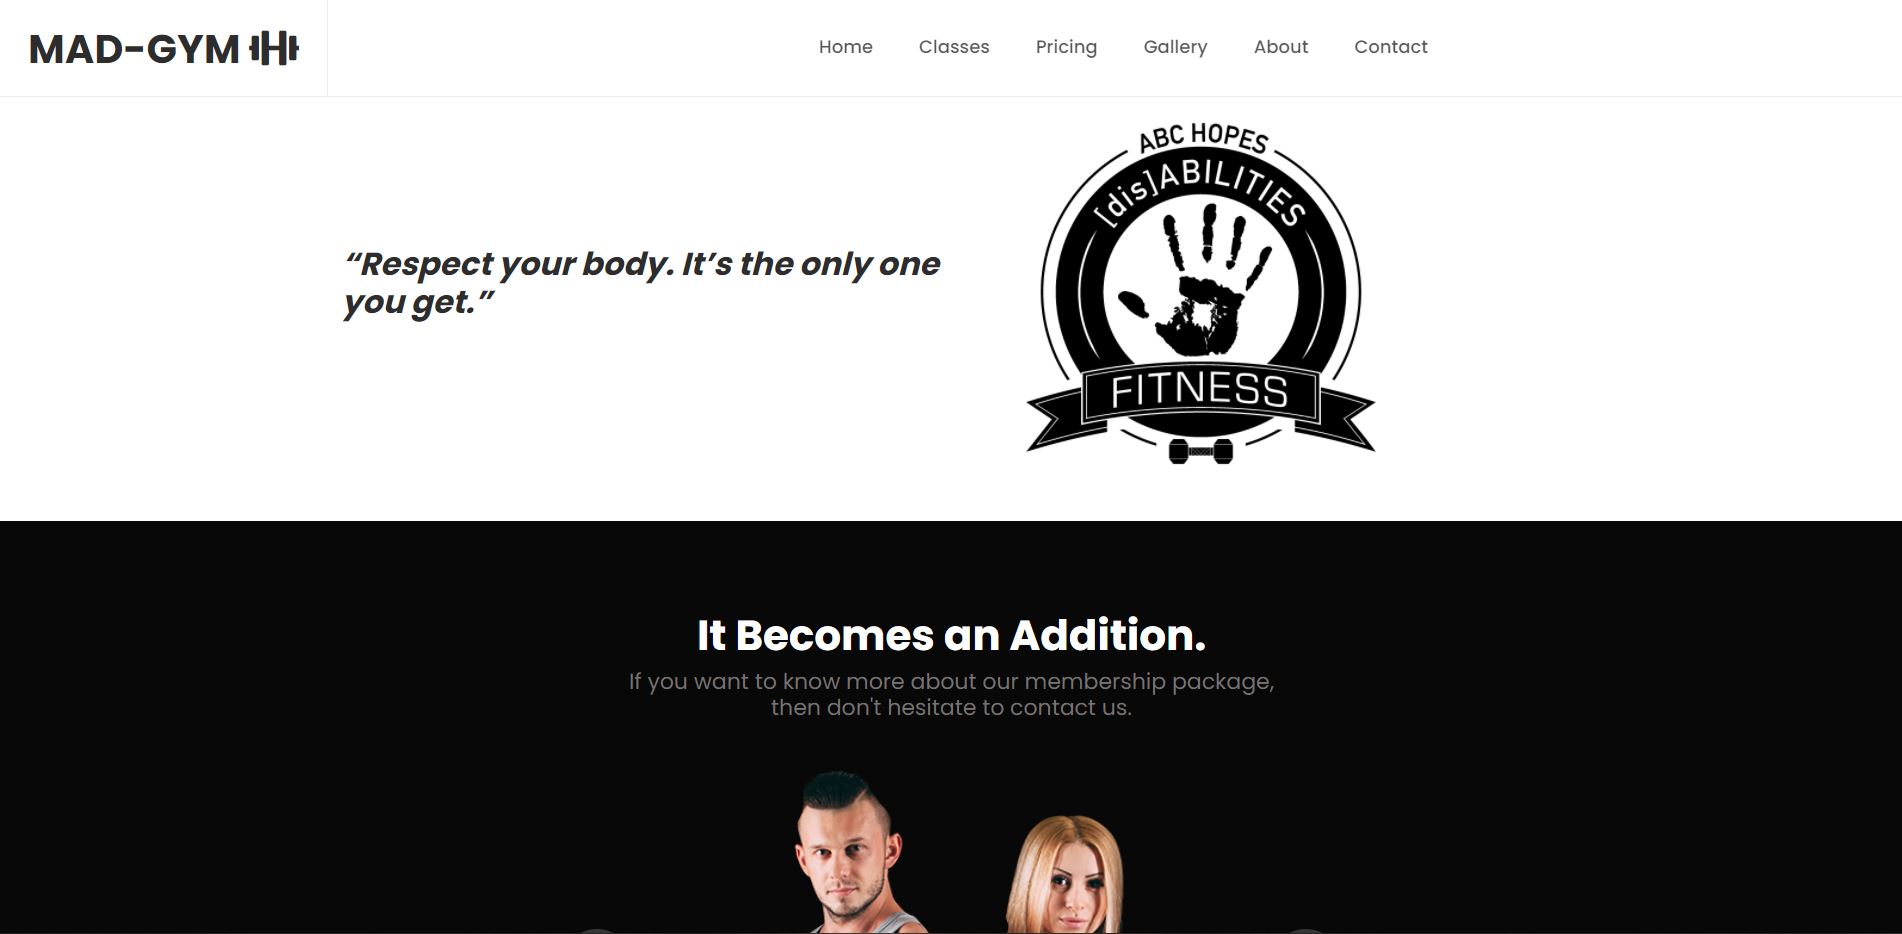 MAD-GYM
Home Classes Pricing Gallery About Contact
ABC HOPES
[dis]ABILITIES
FITNESS
“Respect your body. It’s the only one
you get.”
It Becomes an Addition.
If you want to know more about our membership package,
then don't hesitate to contact us.